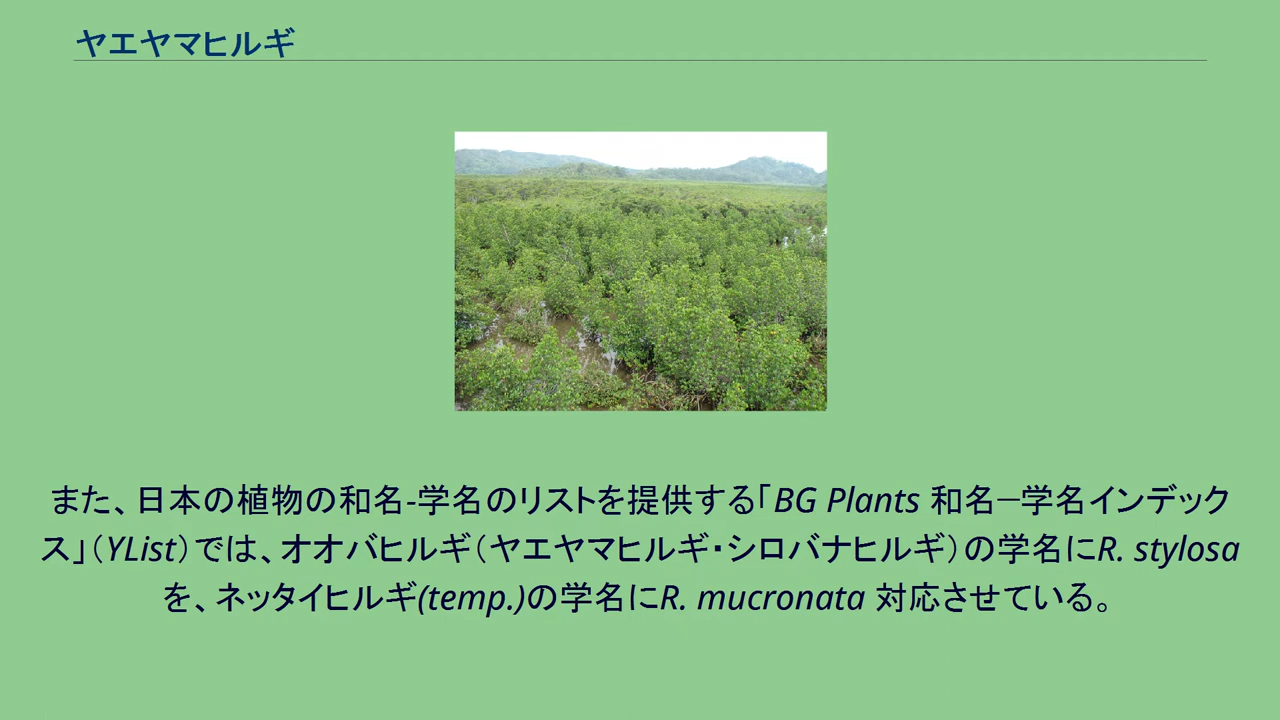 ヤエヤマヒルギ
また、日本の植物の和名-学名のリストを提供する「BG Plants 和名−学名インデック
ス」（YList）では、オオバヒルギ（ヤエヤマヒルギ・シロバナヒルギ）の学名にR. stylosa
を、ネッタイヒルギ(temp.)の学名にR. mucronata 対応させている。